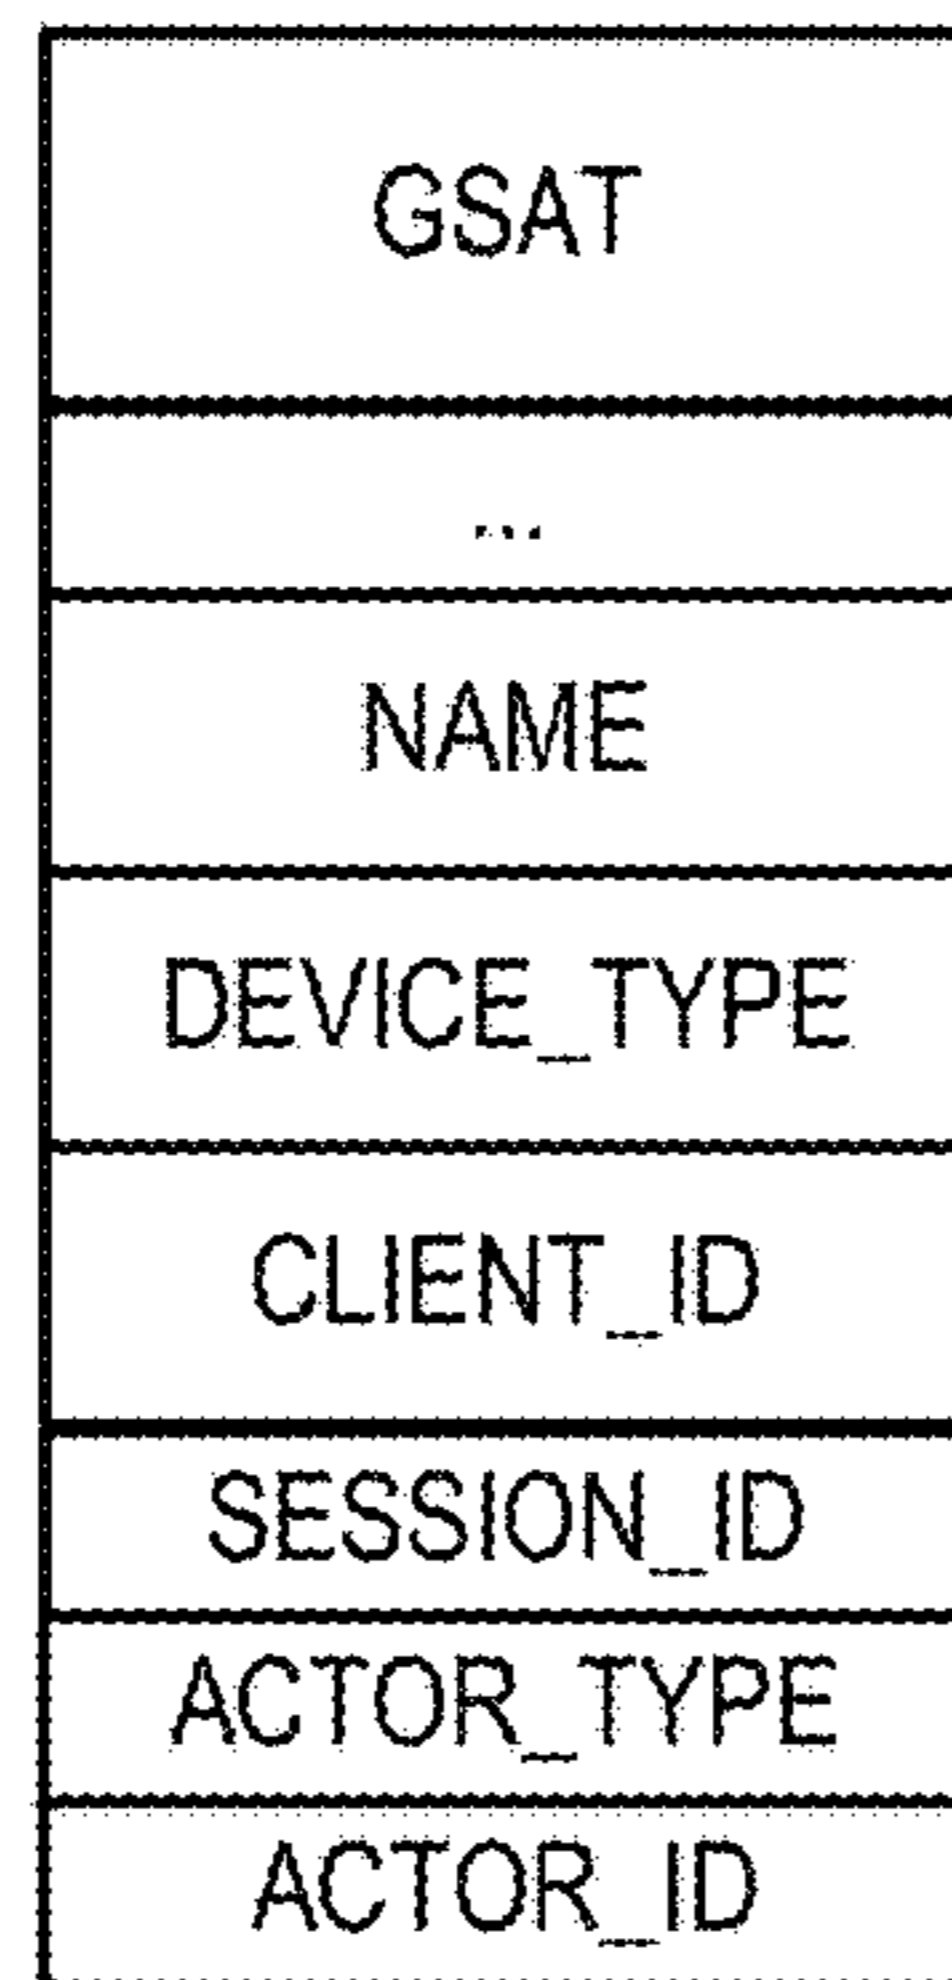 GSAT
...
NAME
DEVICE_TYPE
CLIENT_ID
SESSION_ID
ACTOR_TYPE
ACTOR_ID